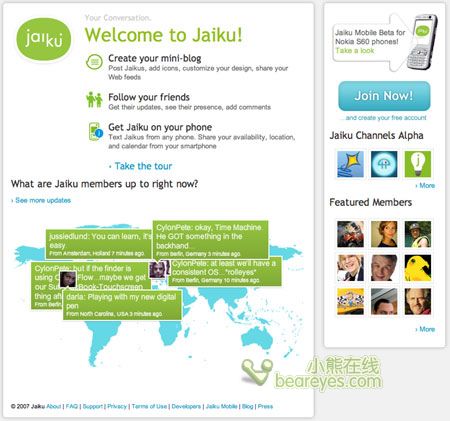 jaiku
Your Conversation.
Welcome to Jaiku!
Create your mini-blog
Post Jaikus, add icons, customize your design, share your
Web feeds
Follow your friends
Get their updates, see their presence, add comments
Get Jaiku on your phone
Text Jaikus from any phone. Share your availability, location,
and calendar from your smartphone
› Take the tour
What are Jaiku members up to right now?
› See more updates
jussiedlund: You can learn, it's
easy.
From Amsterdam, Holland 7 minutes ago.
CylonPete: okay, Time Machine.
He GOT something in the
backhand...
From Berlin, Germany 3 minutes ago.
CylonPete: but if the finder is
using Flow...maybe we get
our Su -Book-Touchscreen
thing aft
From Berlin, Ge
at least we'll have a
consistent OS... *rolleyes*
From Berlin, Germany 10 minutes ago.
darla: Playing with my new digital
pen
From North Carolina, USA 3 minutes ago
© 2007 Jaiku About | FAQ | Support | Privacy | Terms of Use | Developers | Jaiku Mobile | Blog | Press
Jaiku Mobile Beta for
Nokia S60 phones!
Take a look
Join Now!
...and create your free account
Jaiku Channels Alpha
› More
Featured Members
› More
小熊在线
beareyes.com